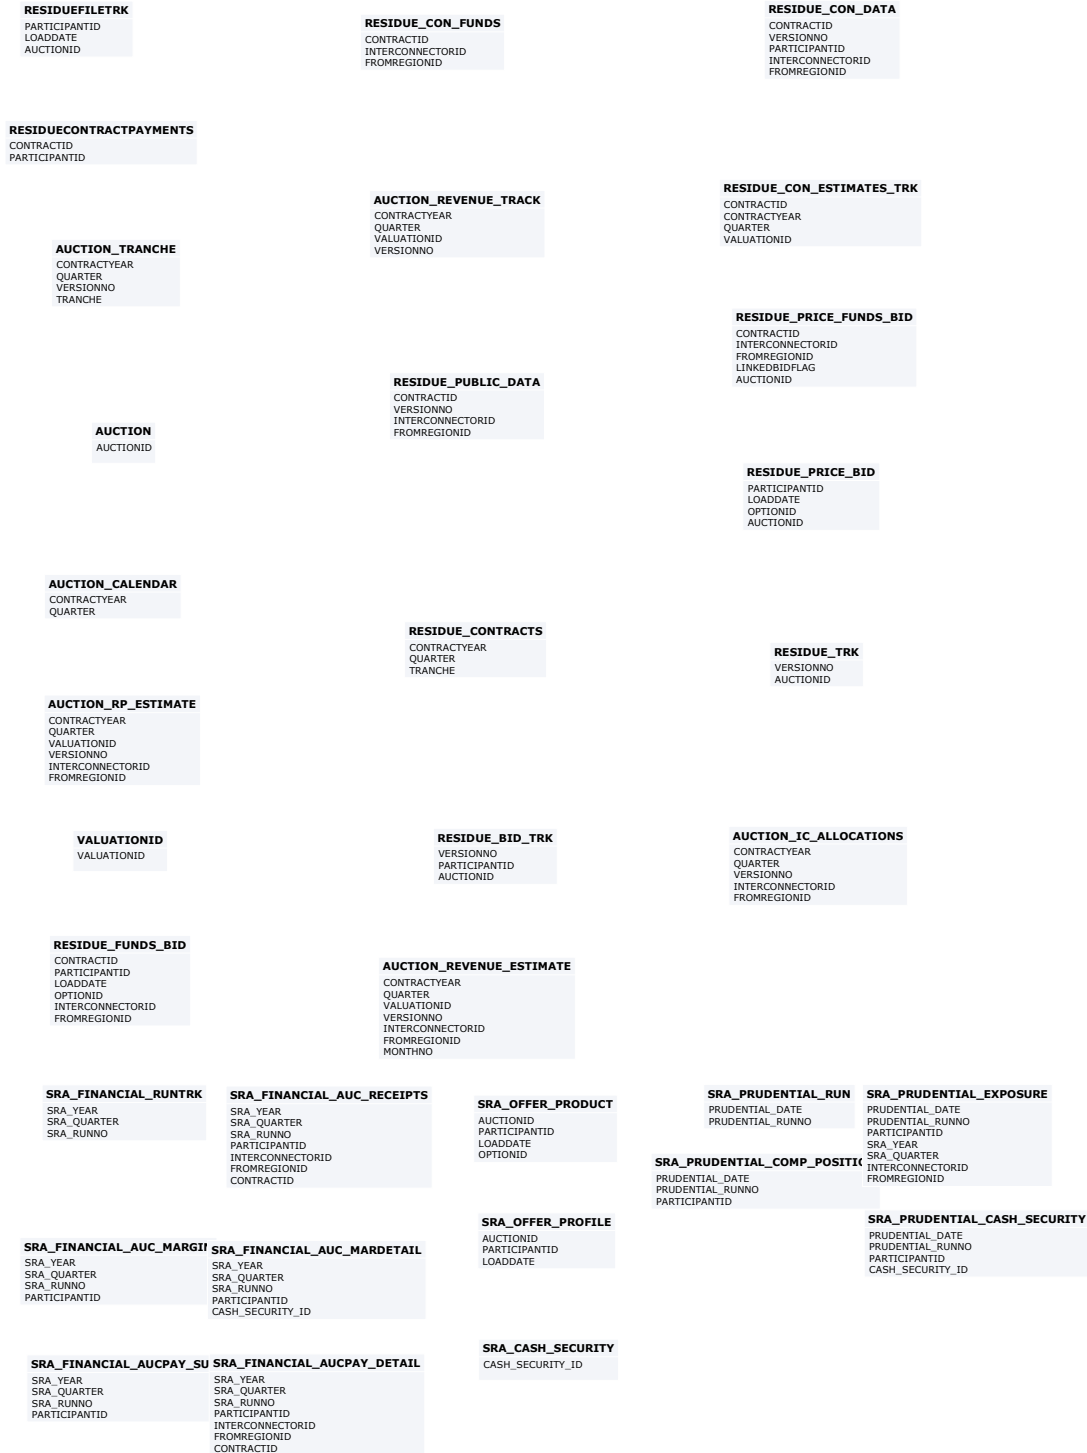 RESIDUEFILETRK
PARTICIPANTID
LOADDATE
AUCTIONID
RESIDUE_CON_FUNDS
CONTRACTID
INTERCONNECTORID
FROMREGIONID
RESIDUE_CON_DATA
CONTRACTID
VERSIONNO
PARTICIPANTID
INTERCONNECTORID
FROMREGIONID
RESIDUECONTRACTPAYMENTS
CONTRACTID
PARTICIPANTID
AUCTION_REVENUE_TRACK
CONTRACTYEAR
QUARTER
VALUATIONID
VERSIONNO
RESIDUE_CON_ESTIMATES_TRK
CONTRACTID
CONTRACTYEAR
QUARTER
VALUATIONID
AUCTION_TRANCHE
CONTRACTYEAR
QUARTER
VERSIONNO
TRANCHE
RESIDUE_PRICE_FUNDS_BID
CONTRACTID
INTERCONNECTORID
FROMREGIONID
LINKEDBIDFLAG
AUCTIONID
RESIDUE_PUBLIC_DATA
CONTRACTID
VERSIONNO
INTERCONNECTORID
FROMREGIONID
AUCTION
AUCTIONID
RESIDUE_PRICE_BID
PARTICIPANTID
LOADDATE
OPTIONID
AUCTIONID
AUCTION_CALENDAR
CONTRACTYEAR
QUARTER
RESIDUE_CONTRACTS
CONTRACTYEAR
QUARTER
TRANCHE
RESIDUE_TRK
VERSIONNO
AUCTIONID
AUCTION_RP_ESTIMATE
CONTRACTYEAR
QUARTER
VALUATIONID
VERSIONNO
INTERCONNECTORID
FROMREGIONID
VALUATIONID
VALUATIONID
RESIDUE_BID_TRK
VERSIONNO
PARTICIPANTID
AUCTIONID
AUCTION_IC_ALLOCATIONS
CONTRACTYEAR
QUARTER
VERSIONNO
INTERCONNECTORID
FROMREGIONID
RESIDUE_FUNDS_BID
CONTRACTID
PARTICIPANTID
LOADDATE
OPTIONID
INTERCONNECTORID
FROMREGIONID
AUCTION_REVENUE_ESTIMATE
CONTRACTYEAR
QUARTER
VALUATIONID
VERSIONNO
INTERCONNECTORID
FROMREGIONID
MONTHNO
SRA_FINANCIAL_RUNTRK
SRA_YEAR
SRA_QUARTER
SRA_RUNNO
SRA_FINANCIAL_AUC_RECEIPTS
SRA_YEAR
SRA_QUARTER
SRA_RUNNO
PARTICIPANTID
INTERCONNECTORID
FROMREGIONID
CONTRACTID
SRA_OFFER_PRODUCT
AUCTIONID
PARTICIPANTID
LOADDATE
OPTIONID
SRA_PRUDENTIAL_RUN
PRUDENTIAL_DATE
PRUDENTIAL_RUNNO
SRA_PRUDENTIAL_EXPOSURE
PRUDENTIAL_DATE
PRUDENTIAL_RUNNO
PARTICIPANTID
SRA_YEAR
SRA_QUARTER
INTERCONNECTORID
FROMREGIONID
SRA_PRUDENTIAL_COMP_POSITIO
PRUDENTIAL_DATE
PRUDENTIAL_RUNNO
PARTICIPANTID
SRA_OFFER_PROFILE
AUCTIONID
PARTICIPANTID
LOADDATE
SRA_PRUDENTIAL_CASH_SECURITY
PRUDENTIAL_DATE
PRUDENTIAL_RUNNO
PARTICIPANTID
CASH_SECURITY_ID
SRA_FINANCIAL_AUC_MARGIN
SRA_YEAR
SRA_QUARTER
SRA_RUNNO
PARTICIPANTID
SRA_FINANCIAL_AUC_MARDETAIL
SRA_YEAR
SRA_QUARTER
SRA_RUNNO
PARTICIPANTID
CASH_SECURITY_ID
SRA_CASH_SECURITY
CASH_SECURITY_ID
SRA_FINANCIAL_AUCPAY_SU
SRA_YEAR
SRA_QUARTER
SRA_RUNNO
PARTICIPANTID
SRA_FINANCIAL_AUCPAY_DETAIL
SRA_YEAR
SRA_QUARTER
SRA_RUNNO
PARTICIPANTID
INTERCONNECTORID
FROMREGIONID
CONTRACTID